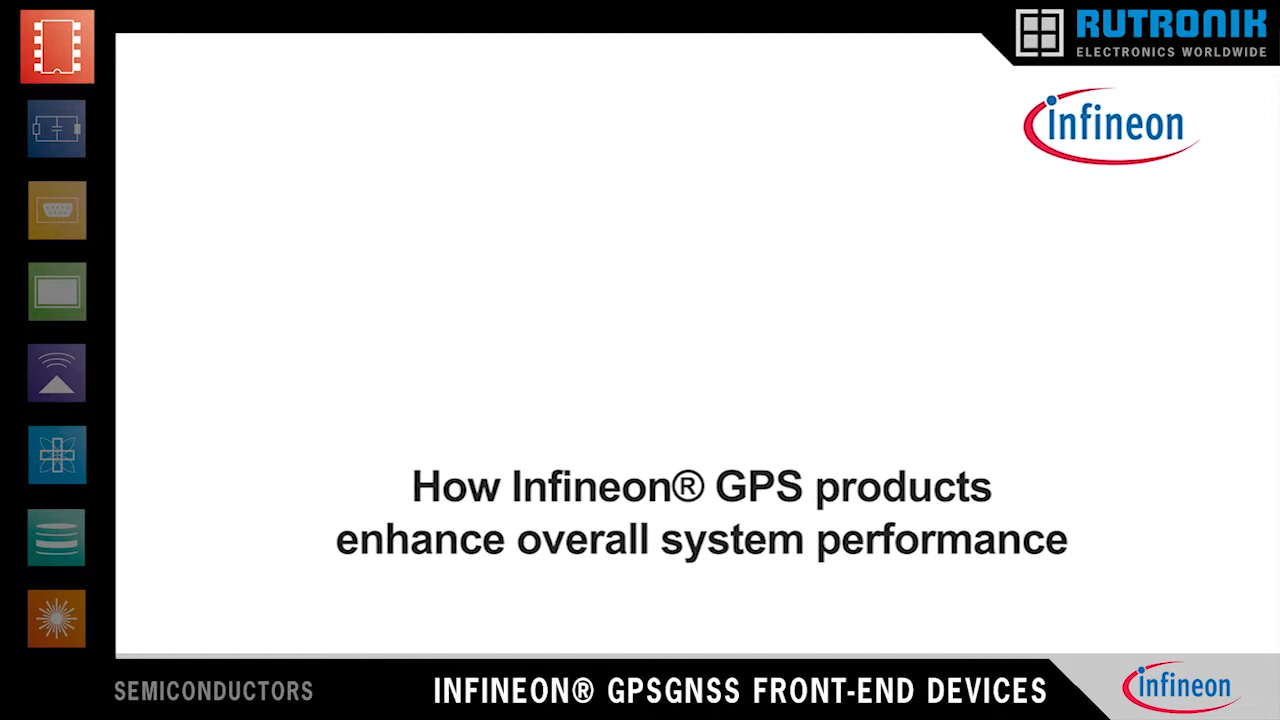 RUTRONIK
ELECTRONICS WORLDWIDE
infineon
How Infineon® GPS products
enhance overall system performance
SEMICONDUCTORS
INFINEON® GPSGNSS FRONT-END DEVICES
infineon